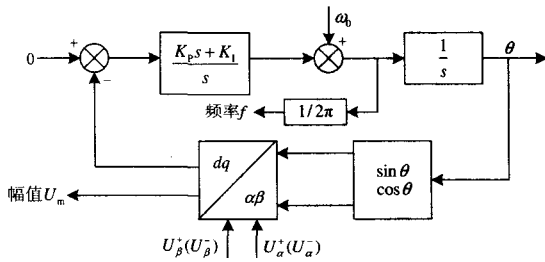 ω₀
0
+
−
K_P s + K_I
s
+
1
s
θ
频率f
1/2π
dq
αβ
sinθ
cosθ
幅值U_m
U_β⁺(U_β⁻)
U_α⁺(U_α⁻)